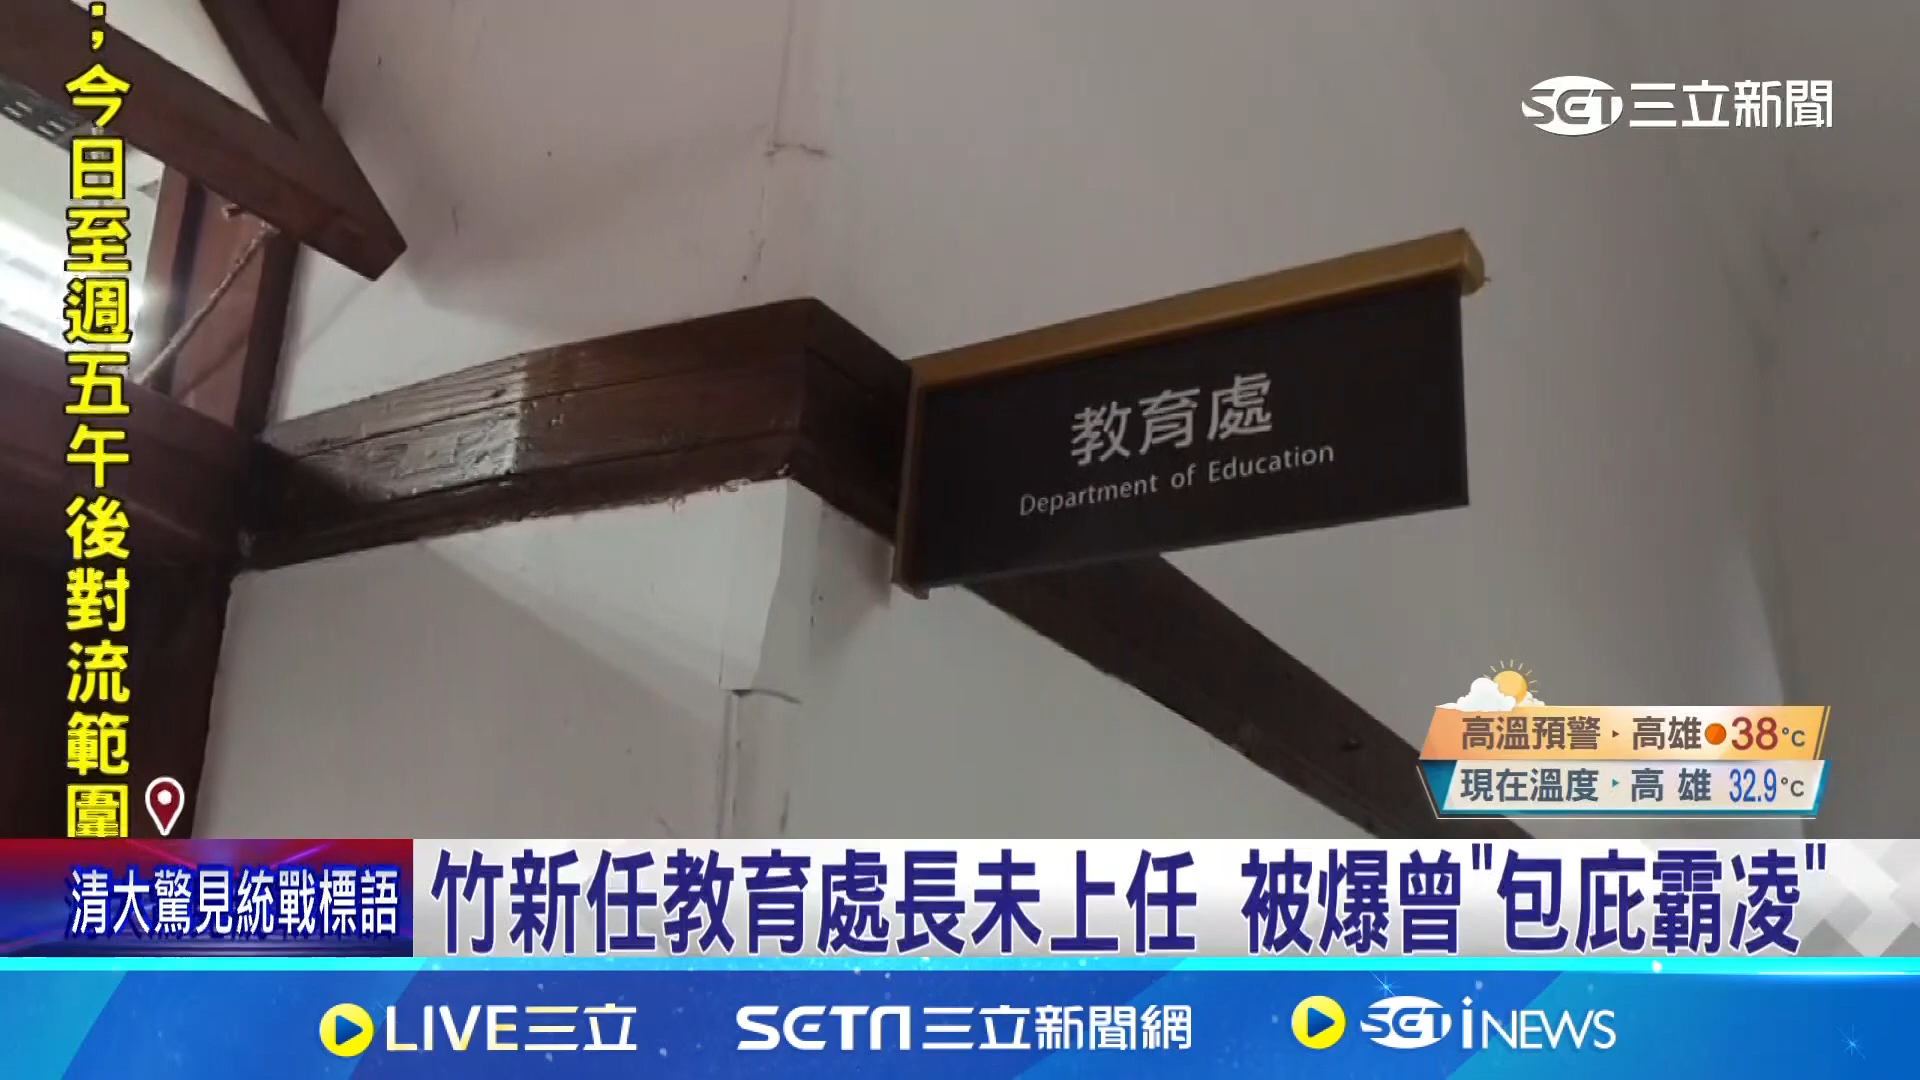 ;今日至週五午後對流範圍
SET三立新聞
教育處
Department of Education
高溫預警‧高雄 38°C
現在溫度‧高雄 32.9°C
清大驚見統戰標語
竹新任教育處長未上任 被爆曾"包庇霸凌"
LIVE三立
SETN三立新聞網
SET iNEWS